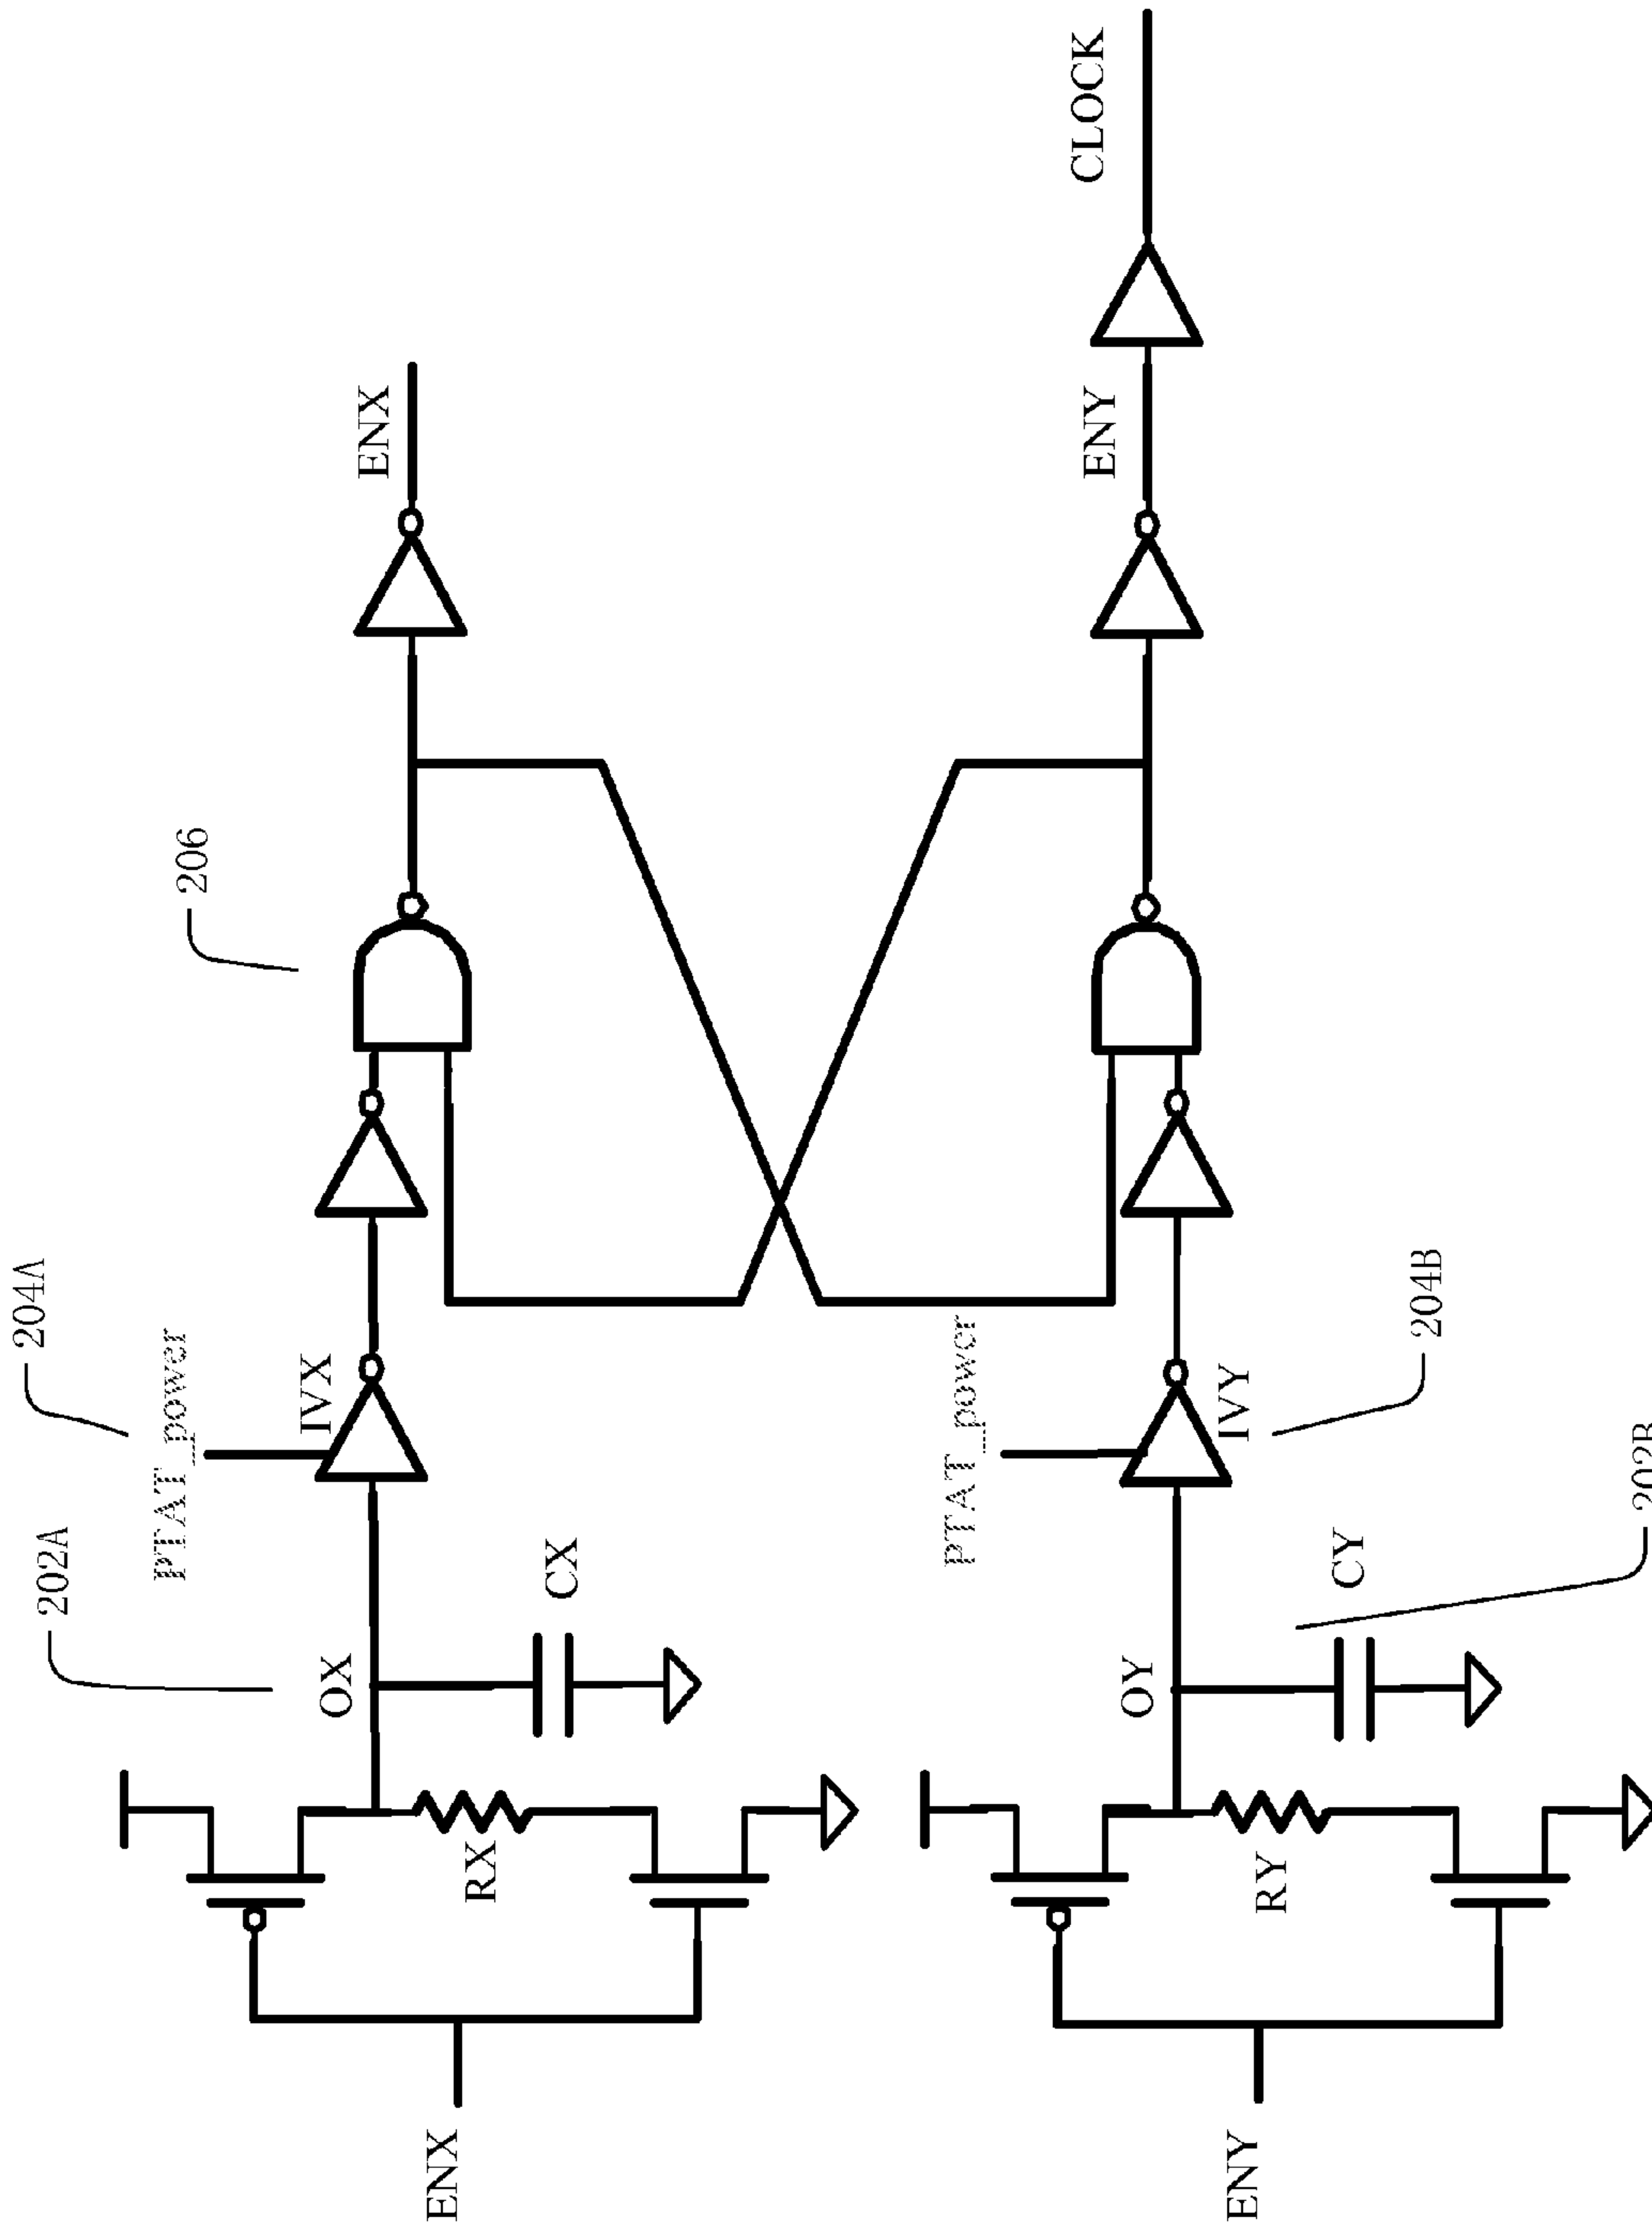 204A
202A
PTAT_power
206
IVX
OX
ENX
ENX
RX
CX
PTAT_power
CLOCK
ENY
OY
IVY
ENY
RY
CY
204B
202B